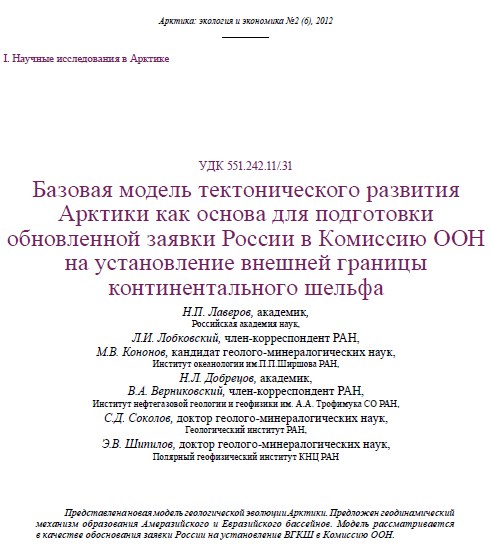 Арктика: экология и экономика №2 (6), 2012
I. Научные исследования в Арктике
УДК 551.242.11/.31
Базовая модель тектонического развития
Арктики как основа для подготовки
обновленной заявки России в Комиссию ООН
на установление внешней границы
континентального шельфа
Н.П. Лаверов, академик,
Российская академия наук,
Л.И. Лобковский, член-корреспондент РАН,
М.В. Кононов, кандидат геолого-минералогических наук,
Институт океанологии им.П.П.Ширшова РАН,
Н.Л. Добрецов, академик,
В.А. Верниковский, член-корреспондент РАН,
Институт нефтегазовой геологии и геофизики им. А.А. Трофимука СО РАН,
С.Д. Соколов, доктор геолого-минералогических наук,
Геологический институт РАН,
Э.В. Шипилов, доктор геолого-минералогических наук,
Полярный геофизический институт КНЦ РАН
Представлена новая модель геологической эволюции Арктики. Предложен геодинамический
механизм образования Амеразийского и Евразийского бассейнов. Модель рассматривается
в качестве обоснования заявки России на установление ВГКШ в Комиссию ООН.